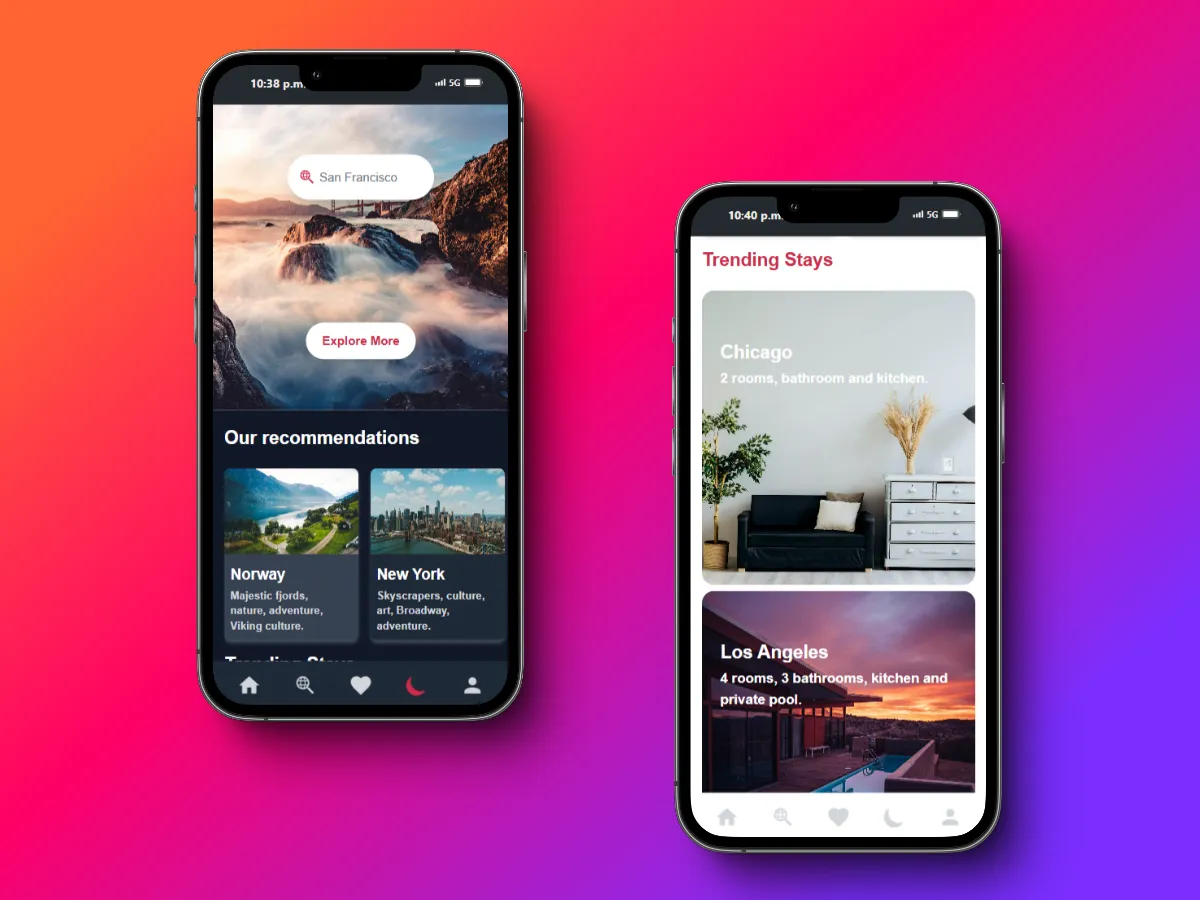 10:38 p.m.
5G
San Francisco
Explore More
Our recommendations
Norway
Majestic fjords,
nature, adventure,
Viking culture.
New York
Skyscrapers, culture,
art, Broadway,
adventure.
Trending Stays
10:40 p.m.
5G
Trending Stays
Chicago
2 rooms, bathroom and kitchen.
Los Angeles
4 rooms, 3 bathrooms, kitchen and
private pool.